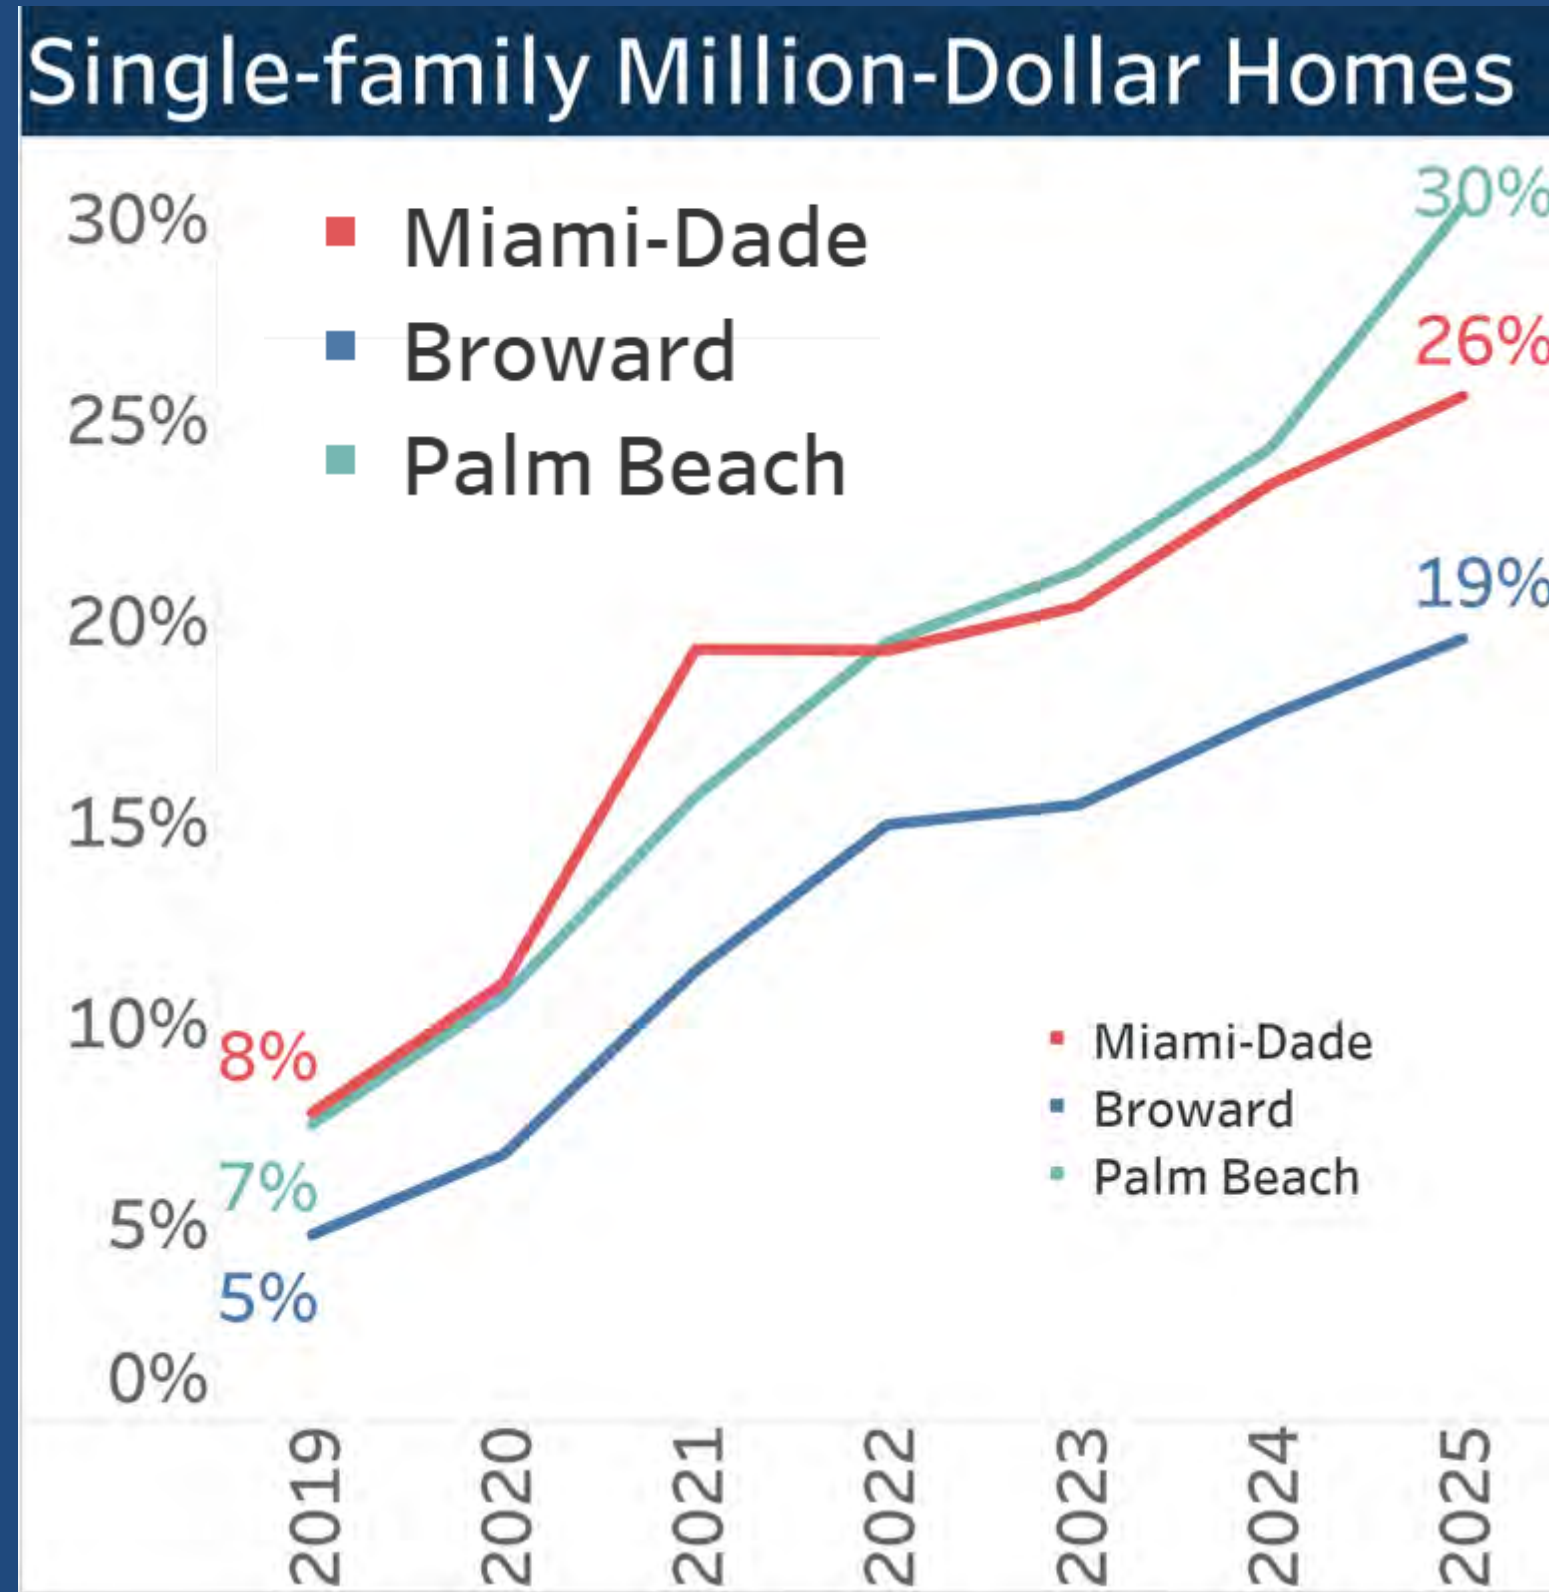 Single-family Million-Dollar Homes
30%
25%
20%
15%
10%
5%
0%
Miami-Dade
Broward
Palm Beach
30%
26%
19%
8%
7%
5%
Miami-Dade
Broward
Palm Beach
2019
2020
2021
2022
2023
2024
2025